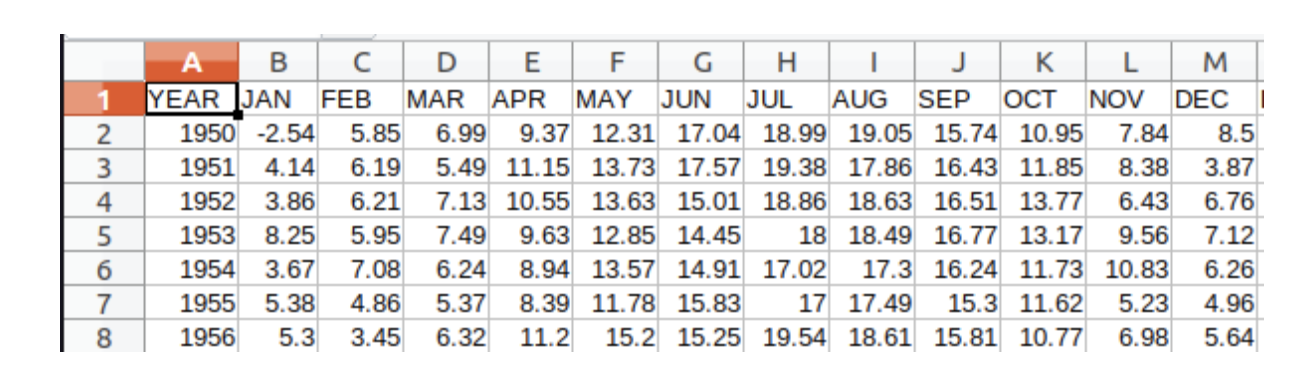 A B C D E F G H I J K L M
1 YEAR JAN FEB MAR APR MAY JUN JUL AUG SEP OCT NOV DEC
2 1950 -2.54 5.85 6.99 9.37 12.31 17.04 18.99 19.05 15.74 10.95 7.84 8.5
3 1951 4.14 6.19 5.49 11.15 13.73 17.57 19.38 17.86 16.43 11.85 8.38 3.87
4 1952 3.86 6.21 7.13 10.55 13.63 15.01 18.86 18.63 16.51 13.77 6.43 6.76
5 1953 8.25 5.95 7.49 9.63 12.85 14.45 18 18.49 16.77 13.17 9.56 7.12
6 1954 3.67 7.08 6.24 8.94 13.57 14.91 17.02 17.3 16.24 11.73 10.83 6.26
7 1955 5.38 4.86 5.37 8.39 11.78 15.83 17 17.49 15.3 11.62 5.23 4.96
8 1956 5.3 3.45 6.32 11.2 15.2 15.25 19.54 18.61 15.81 10.77 6.98 5.64